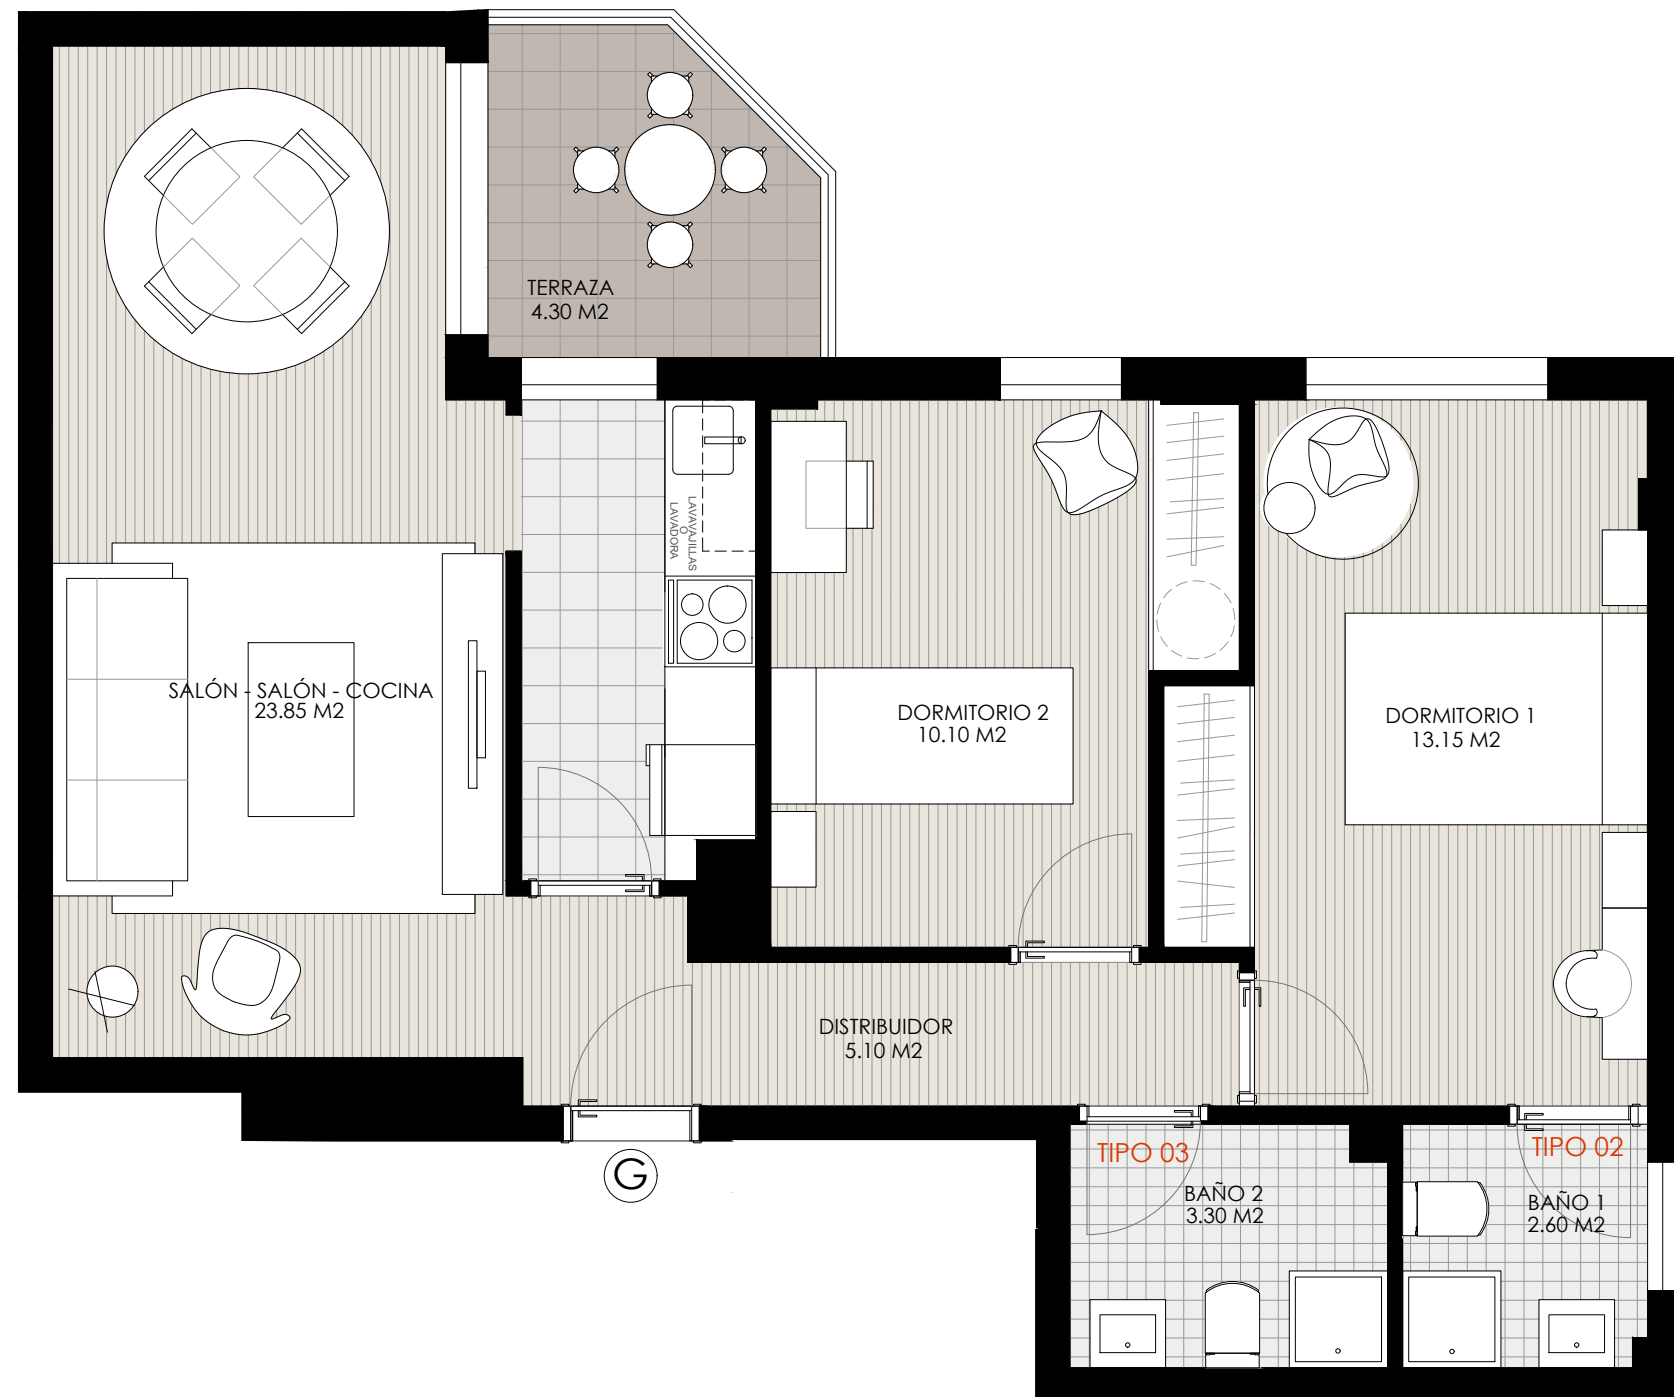 TERRAZA
4.30 M2
LAVAVAJILLAS
O
LAVADORA
SALÓN - SALÓN - COCINA
23.85 M2
DORMITORIO 2
10.10 M2
DORMITORIO 1
13.15 M2
DISTRIBUIDOR
5.10 M2
G
TIPO 03
BAÑO 2
3.30 M2
TIPO 02
BAÑO 1
2.60 M2